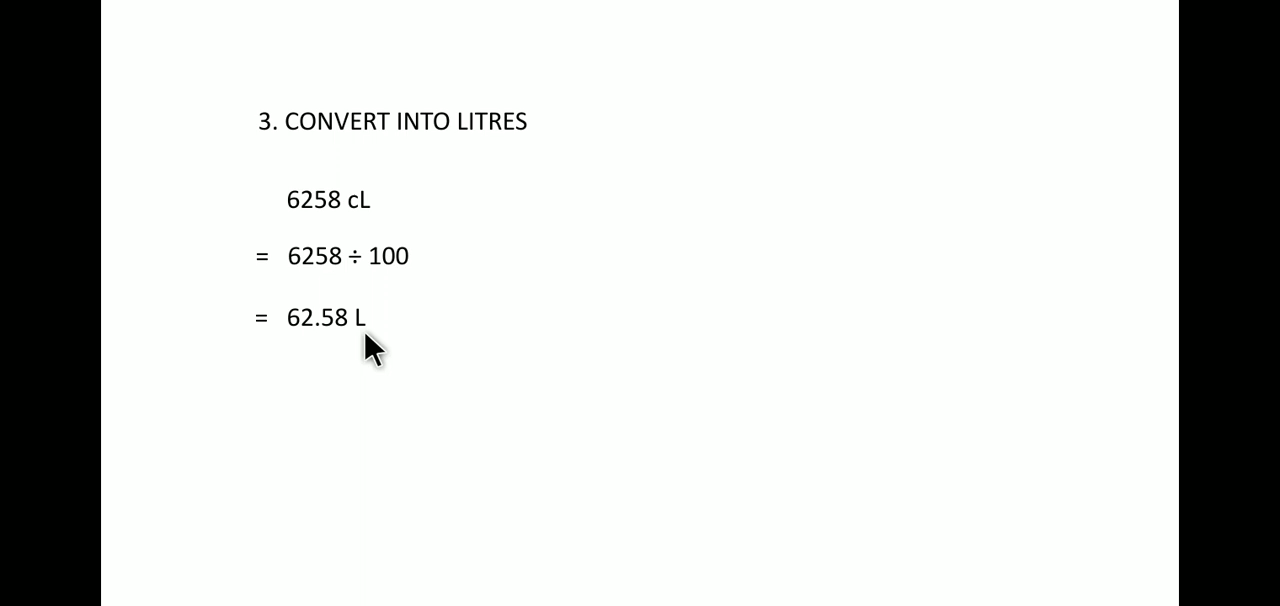 3. CONVERT INTO LITRES
6258 cL
= 6258 ÷ 100
= 62.58 L